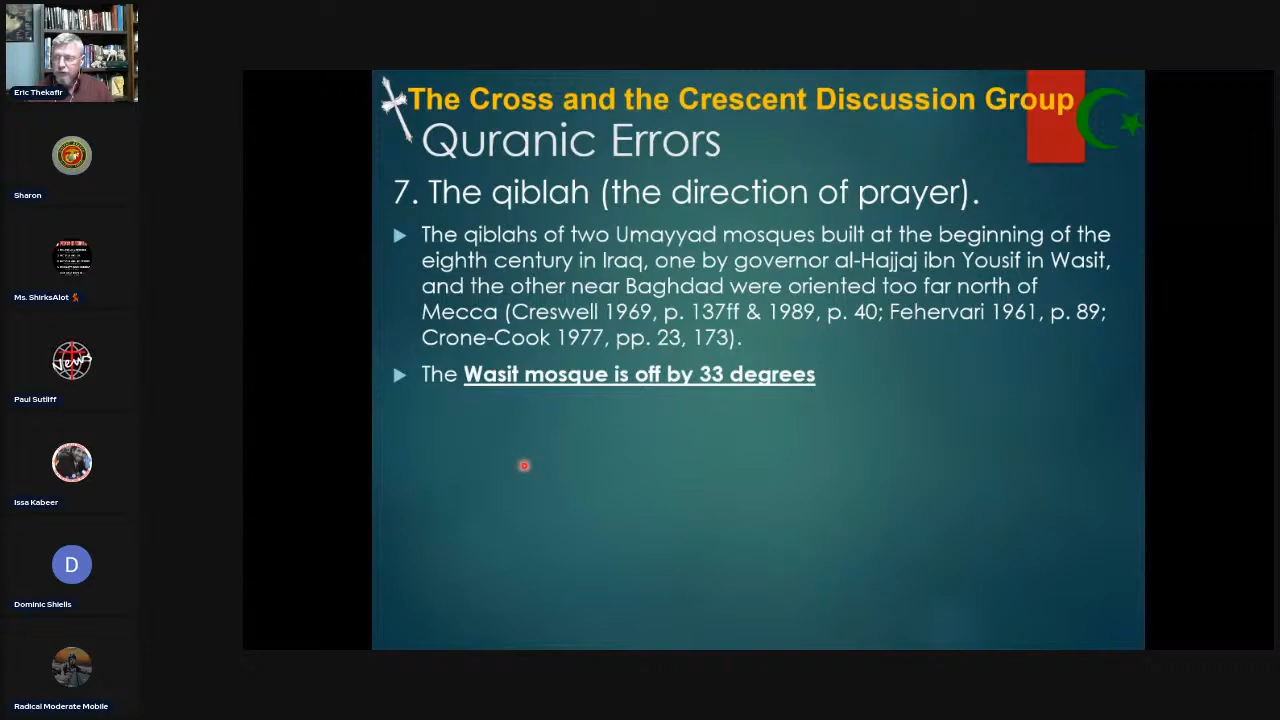 Eric Thekafir
Sharon
Ms. ShirksAlot
Paul Sutliff
Issa Kabeer
D
Dominic Shiells
Radical Moderate Mobile
News
The Cross and the Crescent Discussion Group
Quranic Errors
7. The qiblah (the direction of prayer).
The qiblahs of two Umayyad mosques built at the beginning of the
eighth century in Iraq, one by governor al-Hajjaj ibn Yousif in Wasit,
and the other near Baghdad were oriented too far north of
Mecca (Creswell 1969, p. 137ff & 1989, p. 40; Fehervari 1961, p. 89;
Crone-Cook 1977, pp. 23, 173).
The Wasit mosque is off by 33 degrees